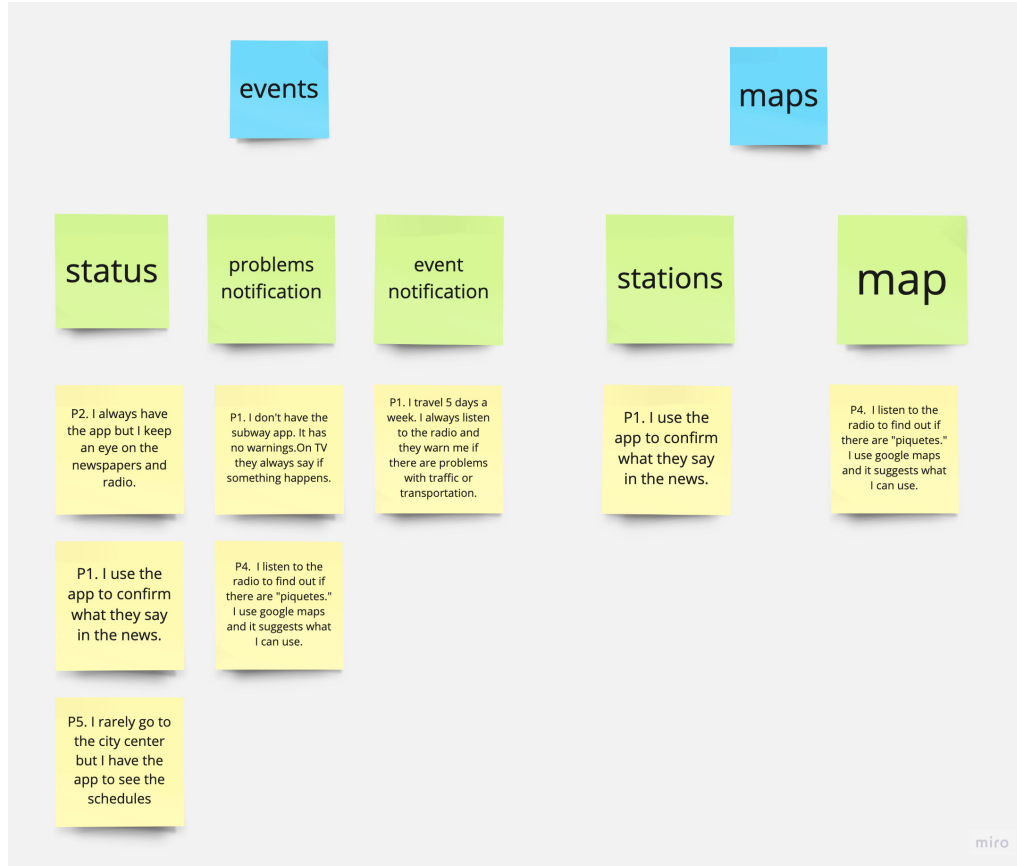 events
maps
status
problems
notification
event
notification
stations
map
P2. I always have
the app but I keep
an eye on the
newspapers and
radio.
P1. I don't have the
subway app. It has
no warnings.On TV
they always say if
something happens.
P1. I travel 5 days a
week. I always listen
to the radio and
they warn me if
there are problems
with traffic or
transportation.
P1. I use the
app to confirm
what they say
in the news.
P4.  I listen to the
radio to find out if
there are "piquetes."
I use google maps
and it suggests what
I can use.
P1. I use the
app to confirm
what they say
in the news.
P4.  I listen to the
radio to find out if
there are "piquetes."
I use google maps
and it suggests what
I can use.
P5. I rarely go to
the city center
but I have the
app to see the
schedules
miro